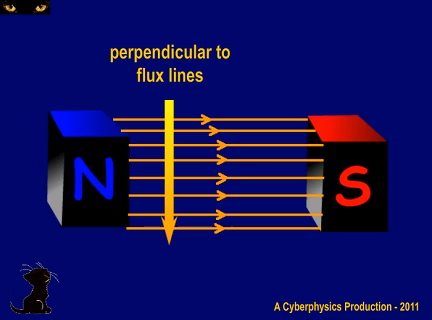 perpendicular to
flux lines
N
S
A Cyberphysics Production - 2011